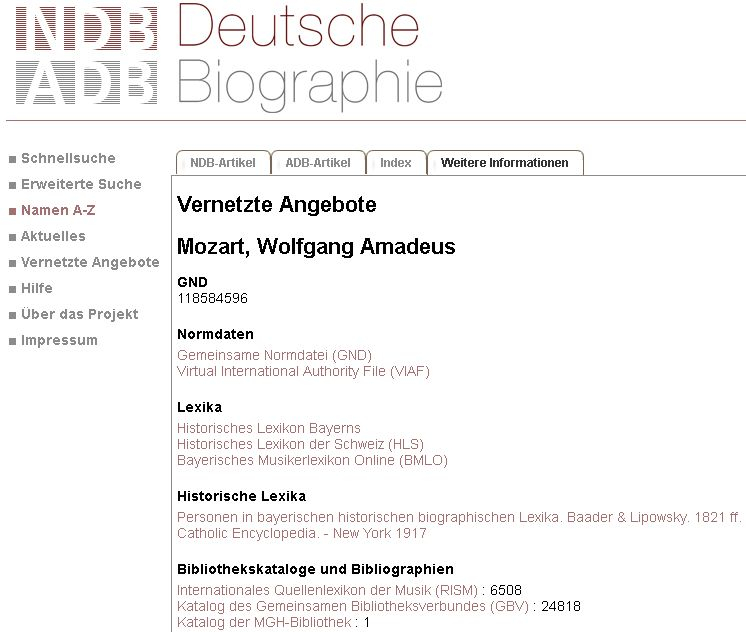 NDB Deutsche
ADB Biographie
Schnellsuche
Erweiterte Suche
Namen A-Z
Aktuelles
Vernetzte Angebote
Hilfe
Über das Projekt
Impressum
NDB-Artikel ADB-Artikel Index Weitere Informationen
Vernetzte Angebote
Mozart, Wolfgang Amadeus
GND
118584596
Normdaten
Gemeinsame Normdatei (GND)
Virtual International Authority File (VIAF)
Lexika
Historisches Lexikon Bayerns
Historisches Lexikon der Schweiz (HLS)
Bayerisches Musikerlexikon Online (BMLO)
Historische Lexika
Personen in bayerischen historischen biographischen Lexika. Baader & Lipowsky. 1821 ff.
Catholic Encyclopedia. - New York 1917
Bibliothekskataloge und Bibliographien
Internationales Quellenlexikon der Musik (RISM) : 6508
Katalog des Gemeinsamen Bibliotheksverbundes (GBV) : 24818
Katalog der MGH-Bibliothek : 1